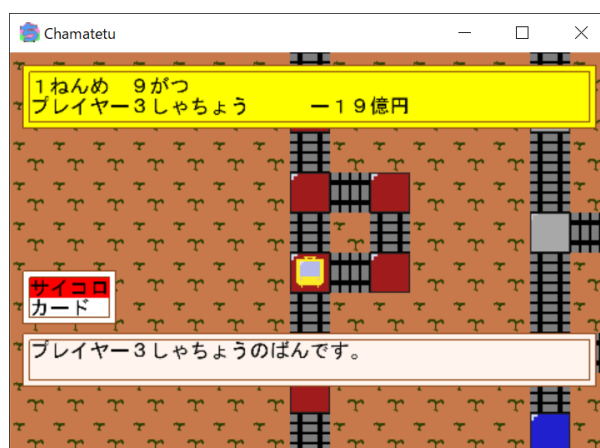 Chamatetu
1ねんめ　9がつ
プレイヤー3しゃちょう　　　ー19億円
サイコロ
カード
プレイヤー3しゃちょうのばんです。